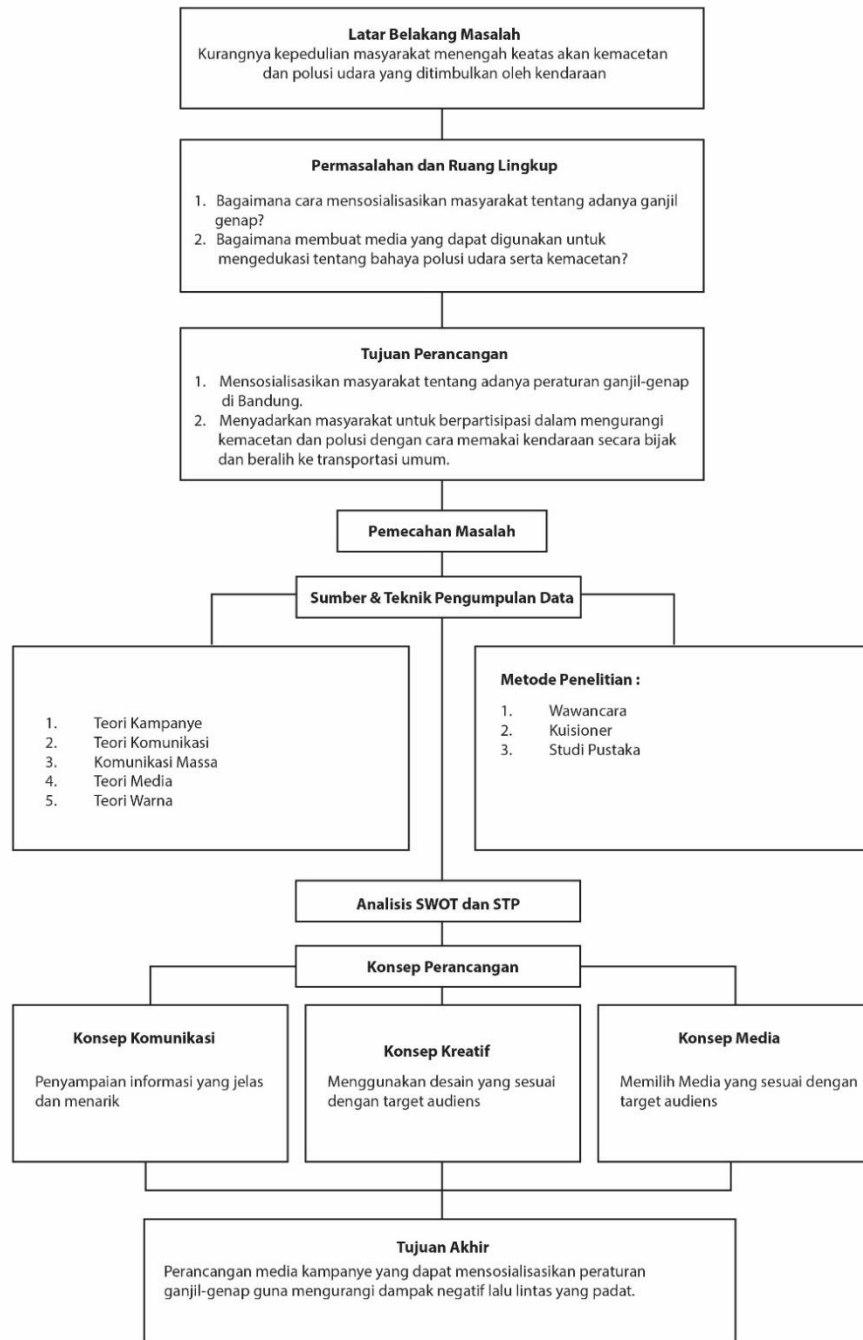 Latar Belakang Masalah
Kurangnya kepedulian masyarakat menengah keatas akan kemacetan
dan polusi udara yang ditimbulkan oleh kendaraan
Permasalahan dan Ruang Lingkup
1. Bagaimana cara mensosialisasikan masyarakat tentang adanya ganjil
genap?
2. Bagaimana membuat media yang dapat digunakan untuk
mengedukasi tentang bahaya polusi udara serta kemacetan?
Tujuan Perancangan
1. Mensosialisasikan masyarakat tentang adanya peraturan ganjil-genap
di Bandung.
2. Menyadarkan masyarakat untuk berpartisipasi dalam mengurangi
kemacetan dan polusi dengan cara memakai kendaraan secara bijak
dan beralih ke transportasi umum.
Pemecahan Masalah
Sumber & Teknik Pengumpulan Data
1. Teori Kampanye
2. Teori Komunikasi
3. Komunikasi Massa
4. Teori Media
5. Teori Warna
Metode Penelitian :
1. Wawancara
2. Kuisioner
3. Studi Pustaka
Analisis SWOT dan STP
Konsep Perancangan
Konsep Komunikasi
Penyampaian informasi yang jelas
dan menarik
Konsep Kreatif
Menggunakan desain yang sesuai
dengan target audiens
Konsep Media
Memilih Media yang sesuai dengan
target audiens
Tujuan Akhir
Perancangan media kampanye yang dapat mensosialisasikan peraturan
ganjil-genap guna mengurangi dampak negatif lalu lintas yang padat.